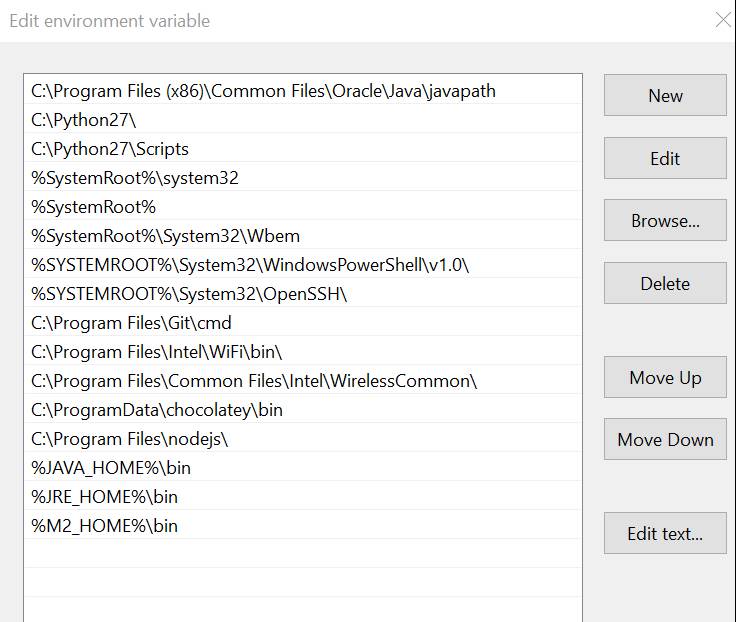 Edit environment variable
C:\Program Files (x86)\Common Files\Oracle\Java\javapath
C:\Python27\
C:\Python27\Scripts
%SystemRoot%\system32
%SystemRoot%
%SystemRoot%\System32\Wbem
%SYSTEMROOT%\System32\WindowsPowerShell\v1.0\
%SYSTEMROOT%\System32\OpenSSH\
C:\Program Files\Git\cmd
C:\Program Files\Intel\WiFi\bin\
C:\Program Files\Common Files\Intel\WirelessCommon\
C:\ProgramData\chocolatey\bin
C:\Program Files\nodejs\
%JAVA_HOME%\bin
%JRE_HOME%\bin
%M2_HOME%\bin
New
Edit
Browse...
Delete
Move Up
Move Down
Edit text...